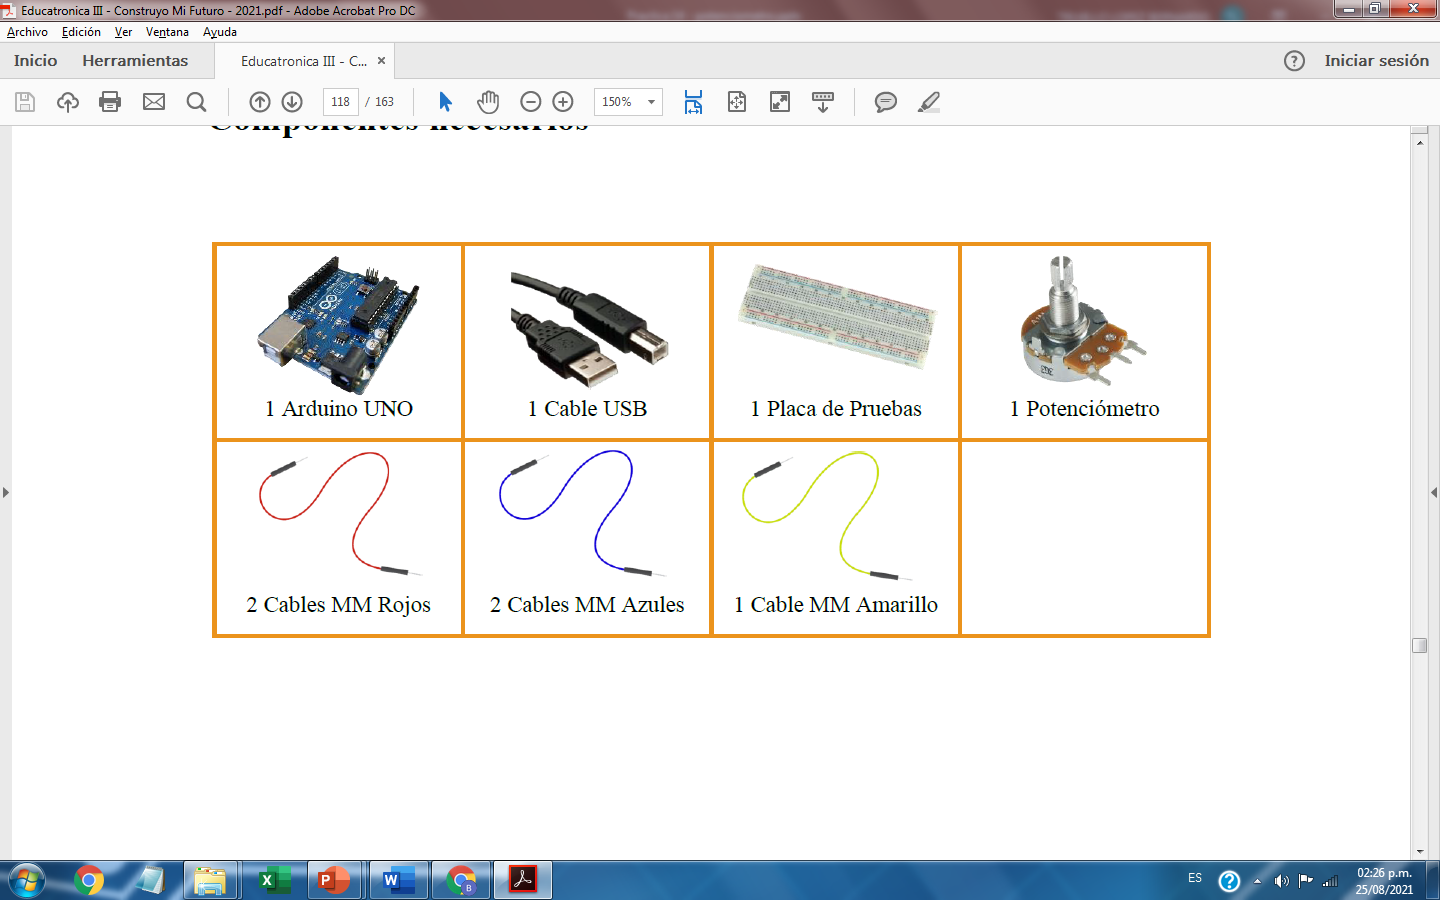 Educatronica III - Construyo Mi Futuro - 2021.pdf - Adobe Acrobat Pro DC
Archivo Edición Ver Ventana Ayuda
Inicio Herramientas Educatronica III - C... × ? Iniciar sesión
118 / 163 150%
Componentes necesarios
1 Arduino UNO 1 Cable USB 1 Placa de Pruebas 1 Potenciómetro
2 Cables MM Rojos 2 Cables MM Azules 1 Cable MM Amarillo
ES 02:26 p.m.
25/08/2021